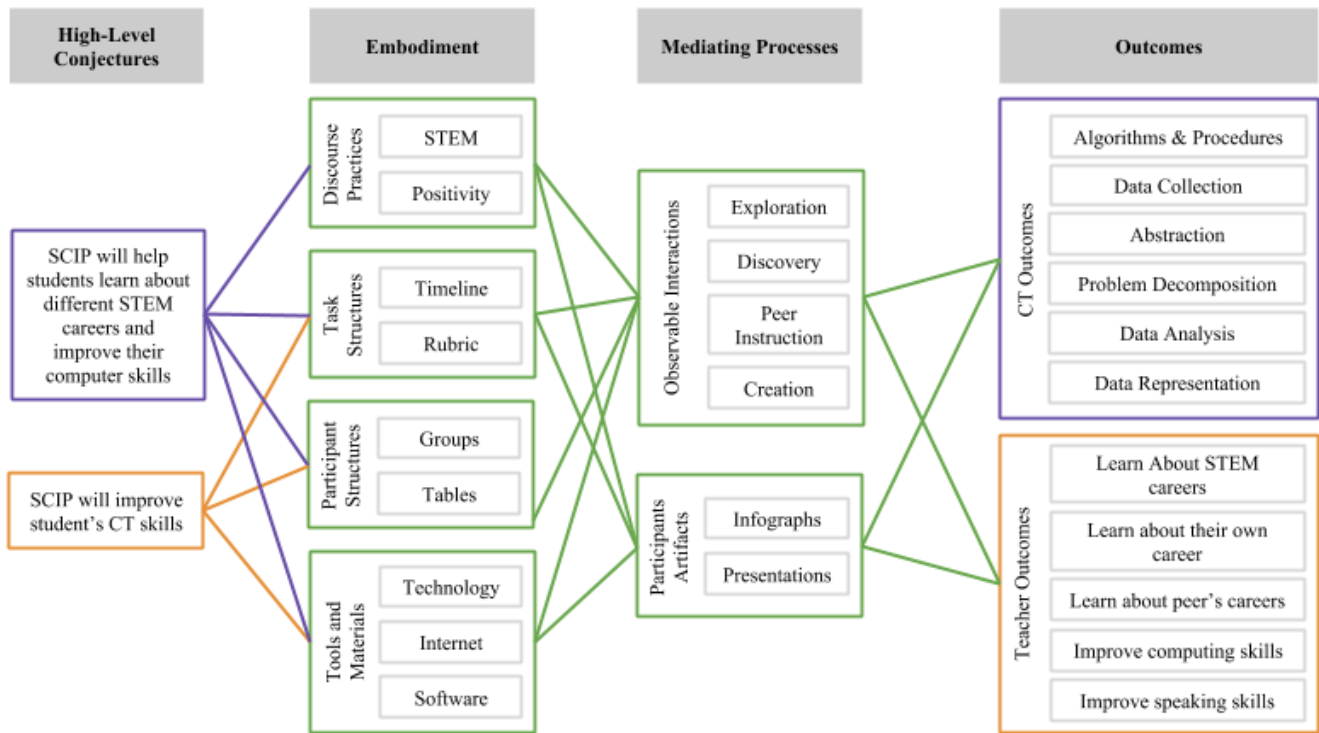 High-Level
Conjectures
Embodiment
Mediating Processes
Outcomes
SCIP will help
students learn about
different STEM
careers and
improve their
computer skills
SCIP will improve
student's CT skills
Discourse
Practices
STEM
Positivity
Task
Structures
Timeline
Rubric
Participant
Structures
Groups
Tables
Tools and
Materials
Technology
Internet
Software
Observable Interactions
Exploration
Discovery
Peer
Instruction
Creation
Participants
Artifacts
Infographs
Presentations
CT Outcomes
Algorithms & Procedures
Data Collection
Abstraction
Problem Decomposition
Data Analysis
Data Representation
Teacher Outcomes
Learn About STEM
careers
Learn about their own
career
Learn about peer's careers
Improve computing skills
Improve speaking skills